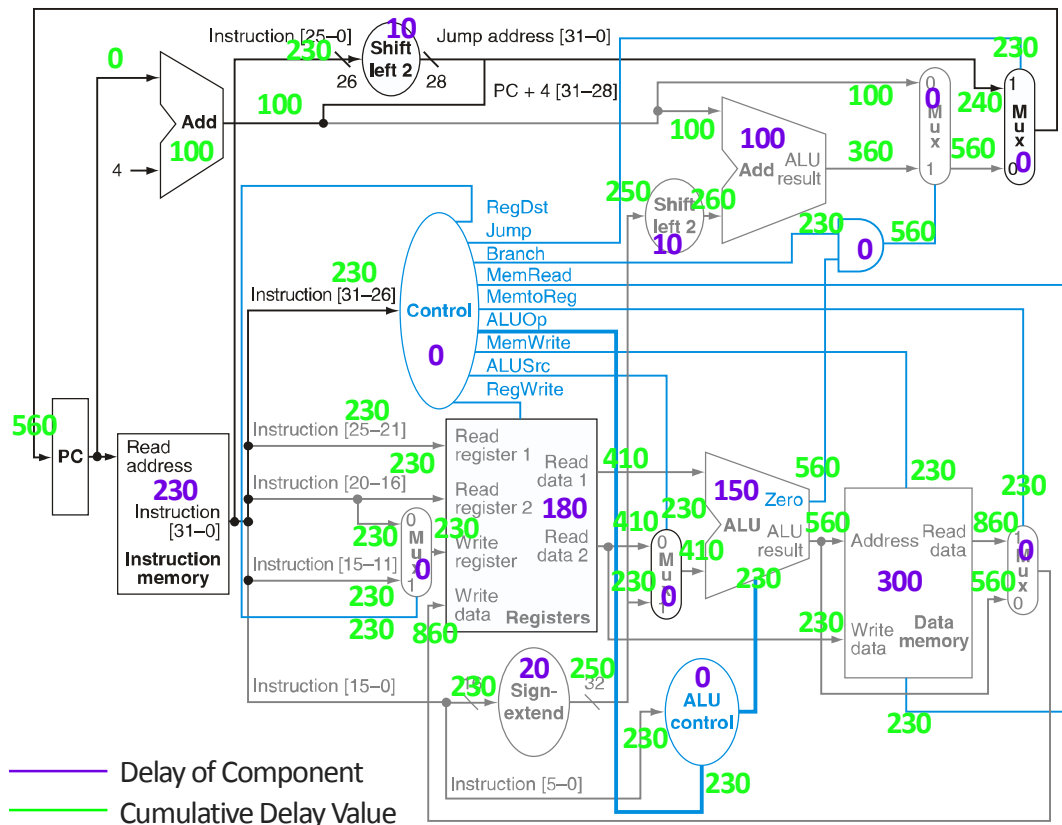 Instruction [25–0]
230
10
Shift
left 2
26
28
Jump address [31–0]
PC + 4 [31–28]
230
0
Add
100
4
100
100
100
Add
ALU
result
360
100
0
M
u
x
1
0
240
560
1
M
u
x
0
0
250
Shift
left 2
10
260
230
0
560
RegDst
Jump
Branch
MemRead
MemtoReg
ALUOp
MemWrite
ALUSrc
RegWrite
230
Instruction [31–26]
Control
0
560
PC
Read
address
230
Instruction
[31–0]
Instruction
memory
230
Instruction [25–21]
230
Instruction [20–16]
230
0
M
u
x
1
0
230
Instruction [15–11]
230
230
860
Read
register 1
Read
register 2
Write
register
Write
data
Read
data 1
180
Read
data 2
Registers
410
230
410
230
0
M
u
x
1
0
410
150
Zero
ALU
ALU
result
230
560
560
230
Address
Read
data
300
Write
data
Data
memory
230
230
860
560
230
1
M
u
x
0
0
Instruction [15–0]
16
230
20
Sign-
extend
250
32
0
ALU
control
230
230
Instruction [5–0]
Delay of Component
Cumulative Delay Value